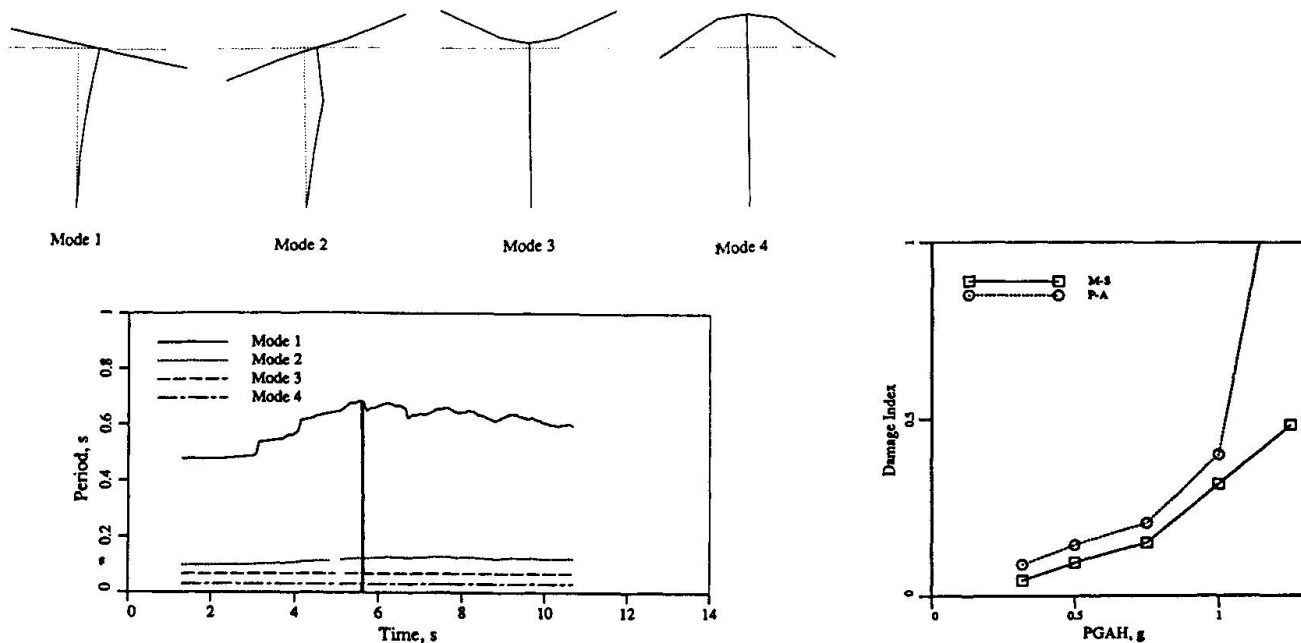 Mode 1
Mode 2
Mode 3
Mode 4
1
Mode 1
Mode 2
Mode 3
Mode 4
0.8
0.6
0.4
0.2
0
Period, s
0 2 4 6 8 10 12 14
Time, s
1
M-S
P-A
0.5
0
Damage Index
0 0.5 1
PGAH, g